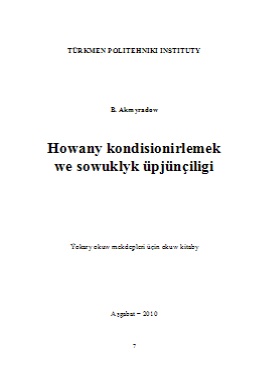 TÜRKMEN POLITEHNIKI INSTITUTY
B. Akmyradow
Howany kondisionirlemek
we sowuklyk üpjünçiligi
Ýokary okuw mekdepleri üçin okuw kitaby
Aşgabat – 2010
7